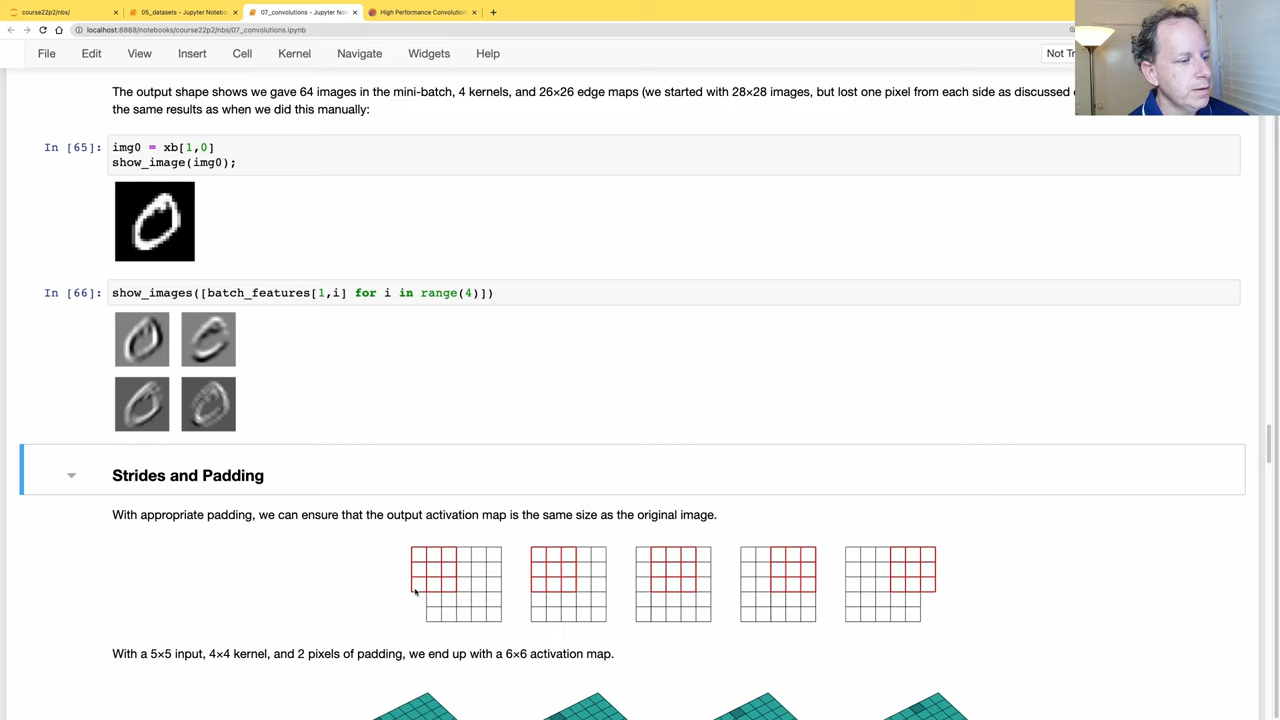 course22p2/nbs/
05_datasets - Jupyter Noteb
07_convolutions - Jupyter Not
High Performance Convolution
localhost:8888/notebooks/course22p2/nbs/07_convolutions.ipynb
File Edit View Insert Cell Kernel Navigate Widgets Help
Not Tr
The output shape shows we gave 64 images in the mini-batch, 4 kernels, and 26×26 edge maps (we started with 28×28 images, but lost one pixel from each side as discussed
the same results as when we did this manually:
In [65]: img0 = xb[1,0]
show_image(img0);
In [66]: show_images([batch_features[1,i] for i in range(4)])
Strides and Padding
With appropriate padding, we can ensure that the output activation map is the same size as the original image.
With a 5×5 input, 4×4 kernel, and 2 pixels of padding, we end up with a 6×6 activation map.